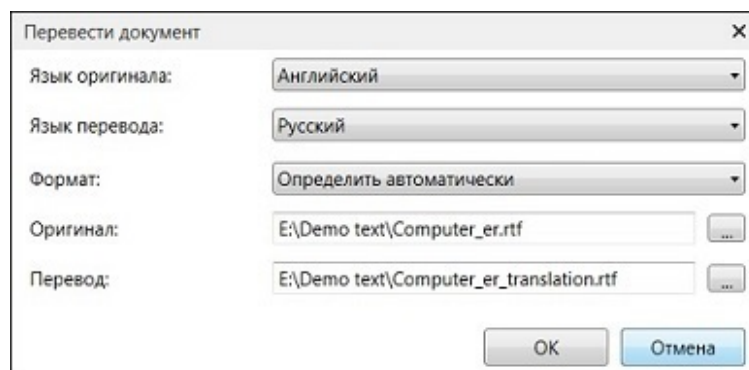 Перевести документ
Язык оригинала: Английский
Язык перевода: Русский
Формат: Определить автоматически
Оригинал: E:\Demo text\Computer_er.rtf ...
Перевод: E:\Demo text\Computer_er_translation.rtf ...
OK Отмена